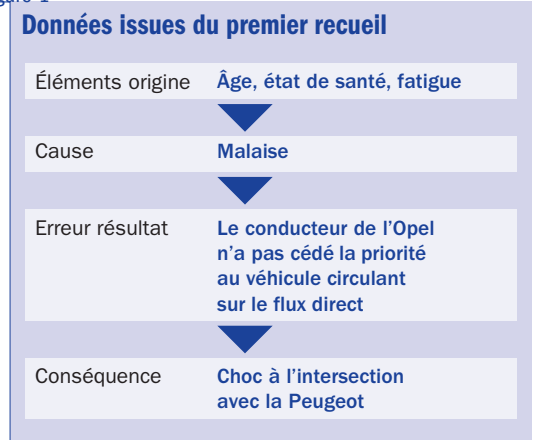 Données issues du premier recueil
Éléments origine Âge, état de santé, fatigue
Cause Malaise
Erreur résultat Le conducteur de l'Opel
n'a pas cédé la priorité
au véhicule circulant
sur le flux direct
Conséquence Choc à l'intersection
avec la Peugeot